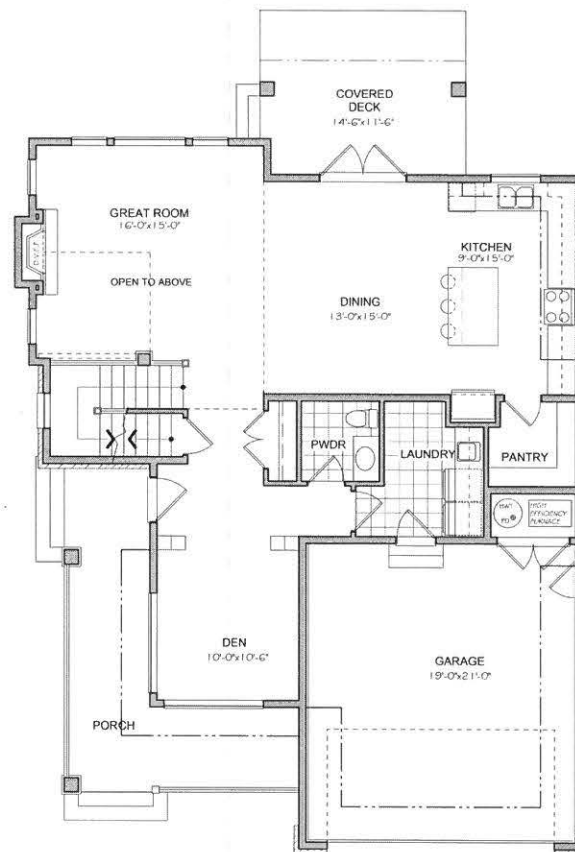 COVERED
DECK
14'-6"x11'-6"
GREAT ROOM
16'-0"x15'-0"
KITCHEN
9'-0"x15'-0"
OPEN TO ABOVE
DINING
13'-0"x15'-0"
PWDR
LAUNDRY
PANTRY
HWT
HIGH
EFFICIENCY
FURNACE
DEN
10'-0"x10'-6"
GARAGE
19'-0"x21'-0"
PORCH